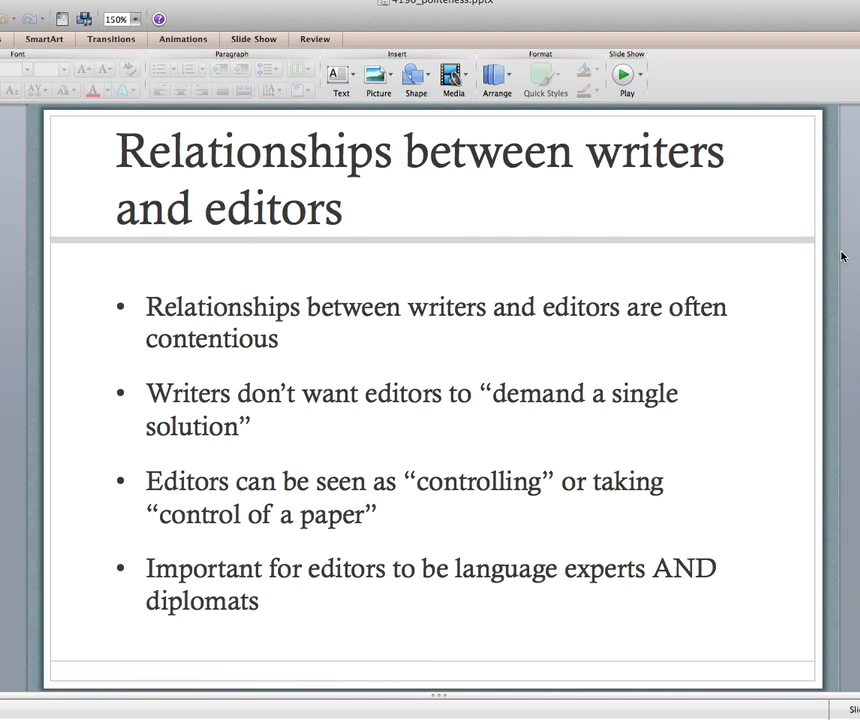 4190_politeness.pptx
150%
SmartArt Transitions Animations Slide Show Review
Font Paragraph Insert Format Slide Show
Text Picture Shape Media Arrange Quick Styles Play
Relationships between writers
and editors
• Relationships between writers and editors are often
contentious
• Writers don’t want editors to “demand a single
solution”
• Editors can be seen as “controlling” or taking
“control of a paper”
• Important for editors to be language experts AND
diplomats